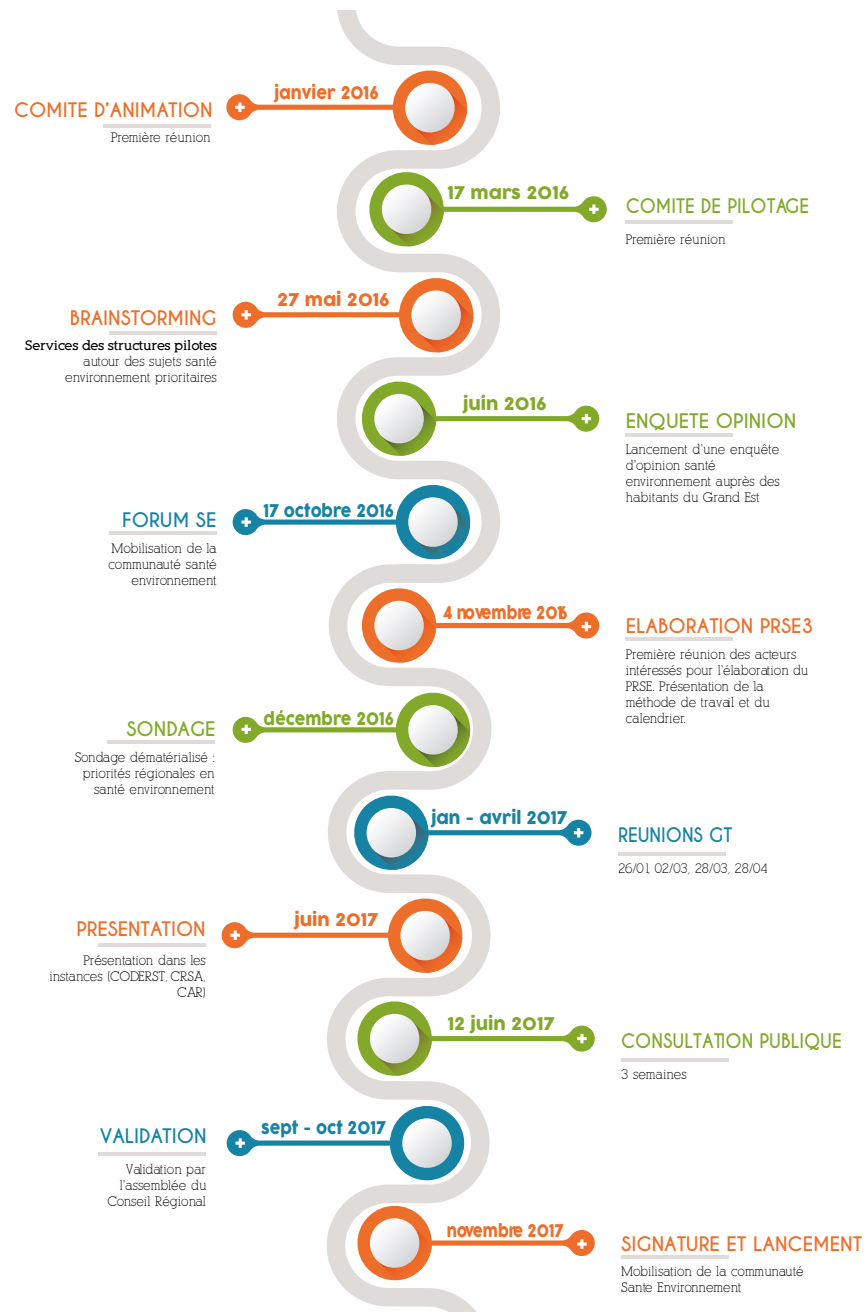 janvier 2016
COMITE D'ANIMATION
Première réunion
17 mars 2016
COMITE DE PILOTAGE
Première réunion
27 mai 2016
BRAINSTORMING
Services des structures pilotes
autour des sujets santé
environnement prioritaires
juin 2016
ENQUETE OPINION
Lancement d'une enquête
d'opinion santé
environnement auprès des
habitants du Grand Est
17 octobre 2016
FORUM SE
Mobilisation de la
communauté santé
environnement
4 novembre 2016
ELABORATION PRSE3
Première réunion des acteurs
intéressés pour l'élaboration du
PRSE. Présentation de la
méthode de travail et du
calendrier.
décembre 2016
SONDAGE
Sondage dématérialisé :
priorités régionales en
santé environnement
jan - avril 2017
REUNIONS GT
26/01, 02/03, 28/03, 28/04
juin 2017
PRESENTATION
Présentation dans les
instances (CODERST, CRSA,
CAR)
12 juin 2017
CONSULTATION PUBLIQUE
3 semaines
sept - oct 2017
VALIDATION
Validation par
l'assemblée du
Conseil Régional
novembre 2017
SIGNATURE ET LANCEMENT
Mobilisation de la communauté
Sante Environnement